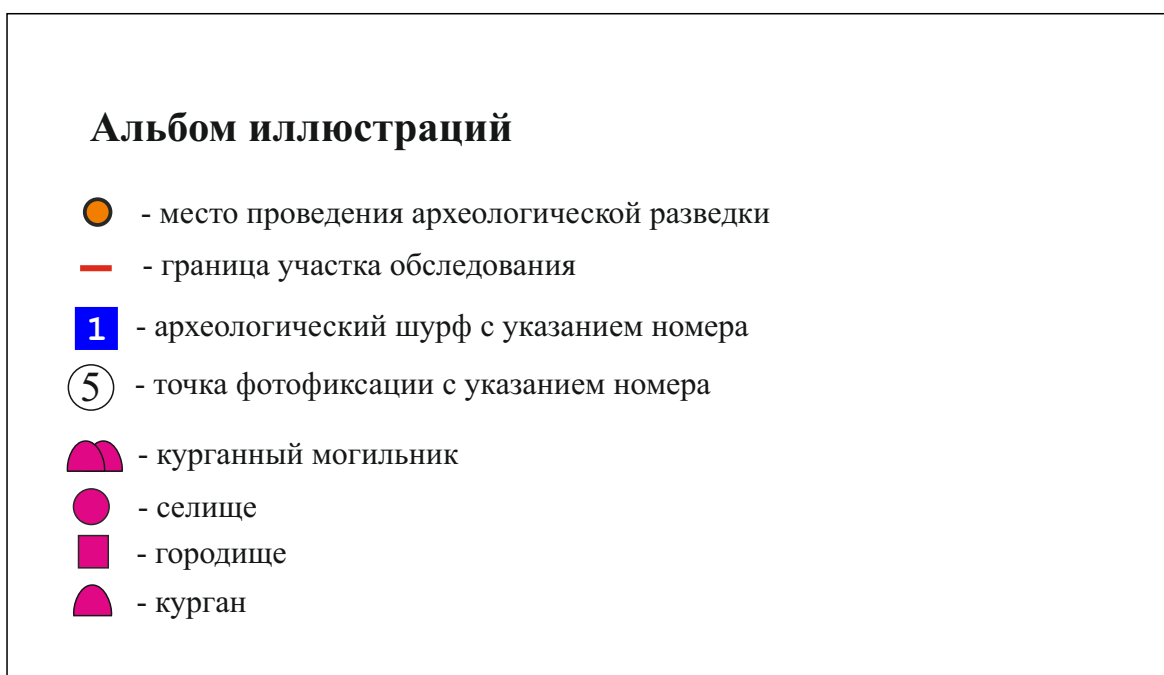 Альбом иллюстраций
- место проведения археологической разведки
- граница участка обследования
1 - археологический шурф с указанием номера
5 - точка фотофиксации с указанием номера
- курганный могильник
- селище
- городище
- курган